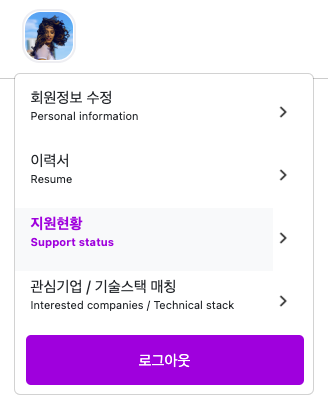 회원정보 수정
Personal information
이력서
Resume
지원현황
Support status
관심기업 / 기술스택 매칭
Interested companies / Technical stack
로그아웃